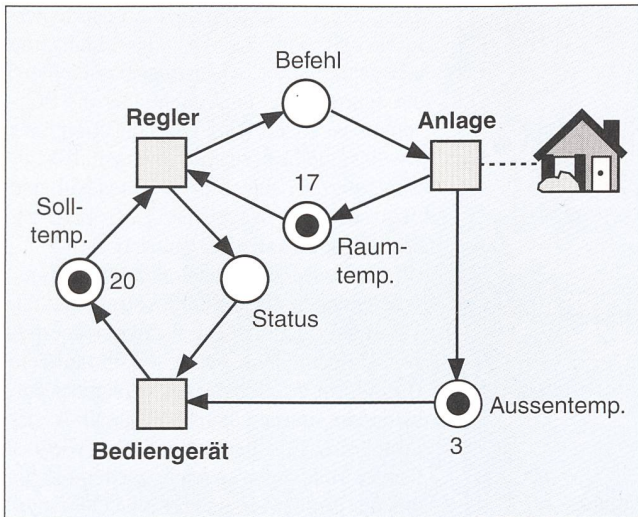 Befehl
Regler
Anlage
17
Soll-
temp.
Raum-
temp.
20
Status
Aussentemp.
Bediengerät
3